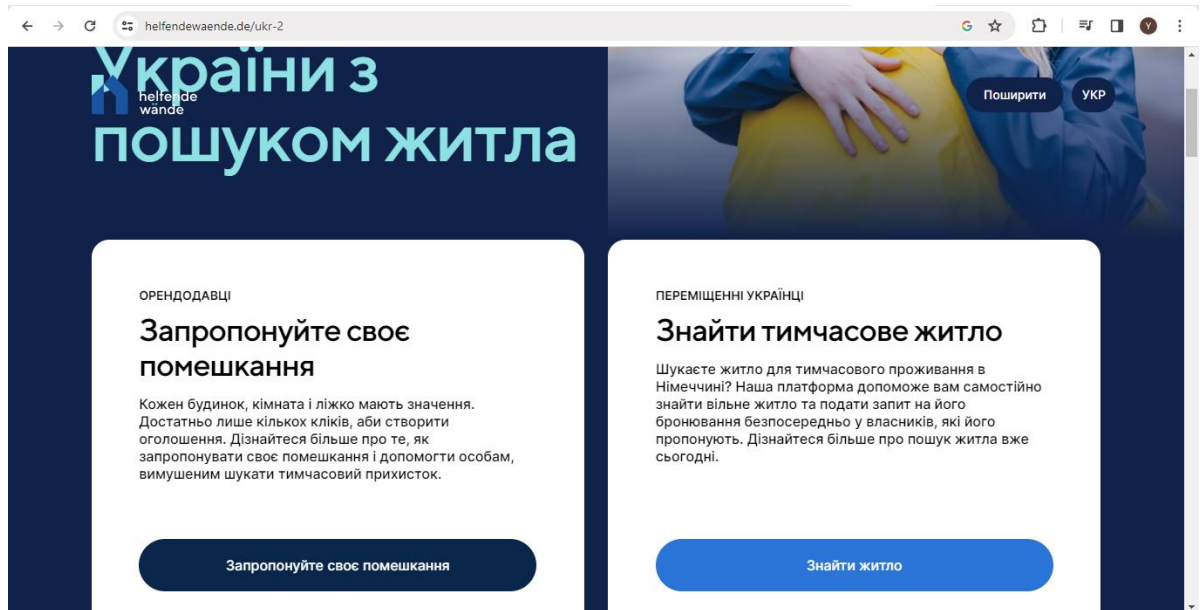 helfendewaende.de/ukr-2
України з
helfende
wände
Поширити
УКР
пошуком житла
ОРЕНДОДАВЦІ
Запропонуйте своє
помешкання
Кожен будинок, кімната і ліжко мають значення.
Достатньо лише кількох кліків, аби створити
оголошення. Дізнайтеся більше про те, як
запропонувати своє помешкання і допомогти особам,
вимушеним шукати тимчасовий прихисток.
Запропонуйте своє помешкання
ПЕРЕМІЩЕННІ УКРАЇНЦІ
Знайти тимчасове житло
Шукаєте житло для тимчасового проживання в
Німеччині? Наша платформа допоможе вам самостійно
знайти вільне житло та подати запит на його
бронювання безпосередньо у власників, які його
пропонують. Дізнайтеся більше про пошук житла вже
сьогодні.
Знайти житло